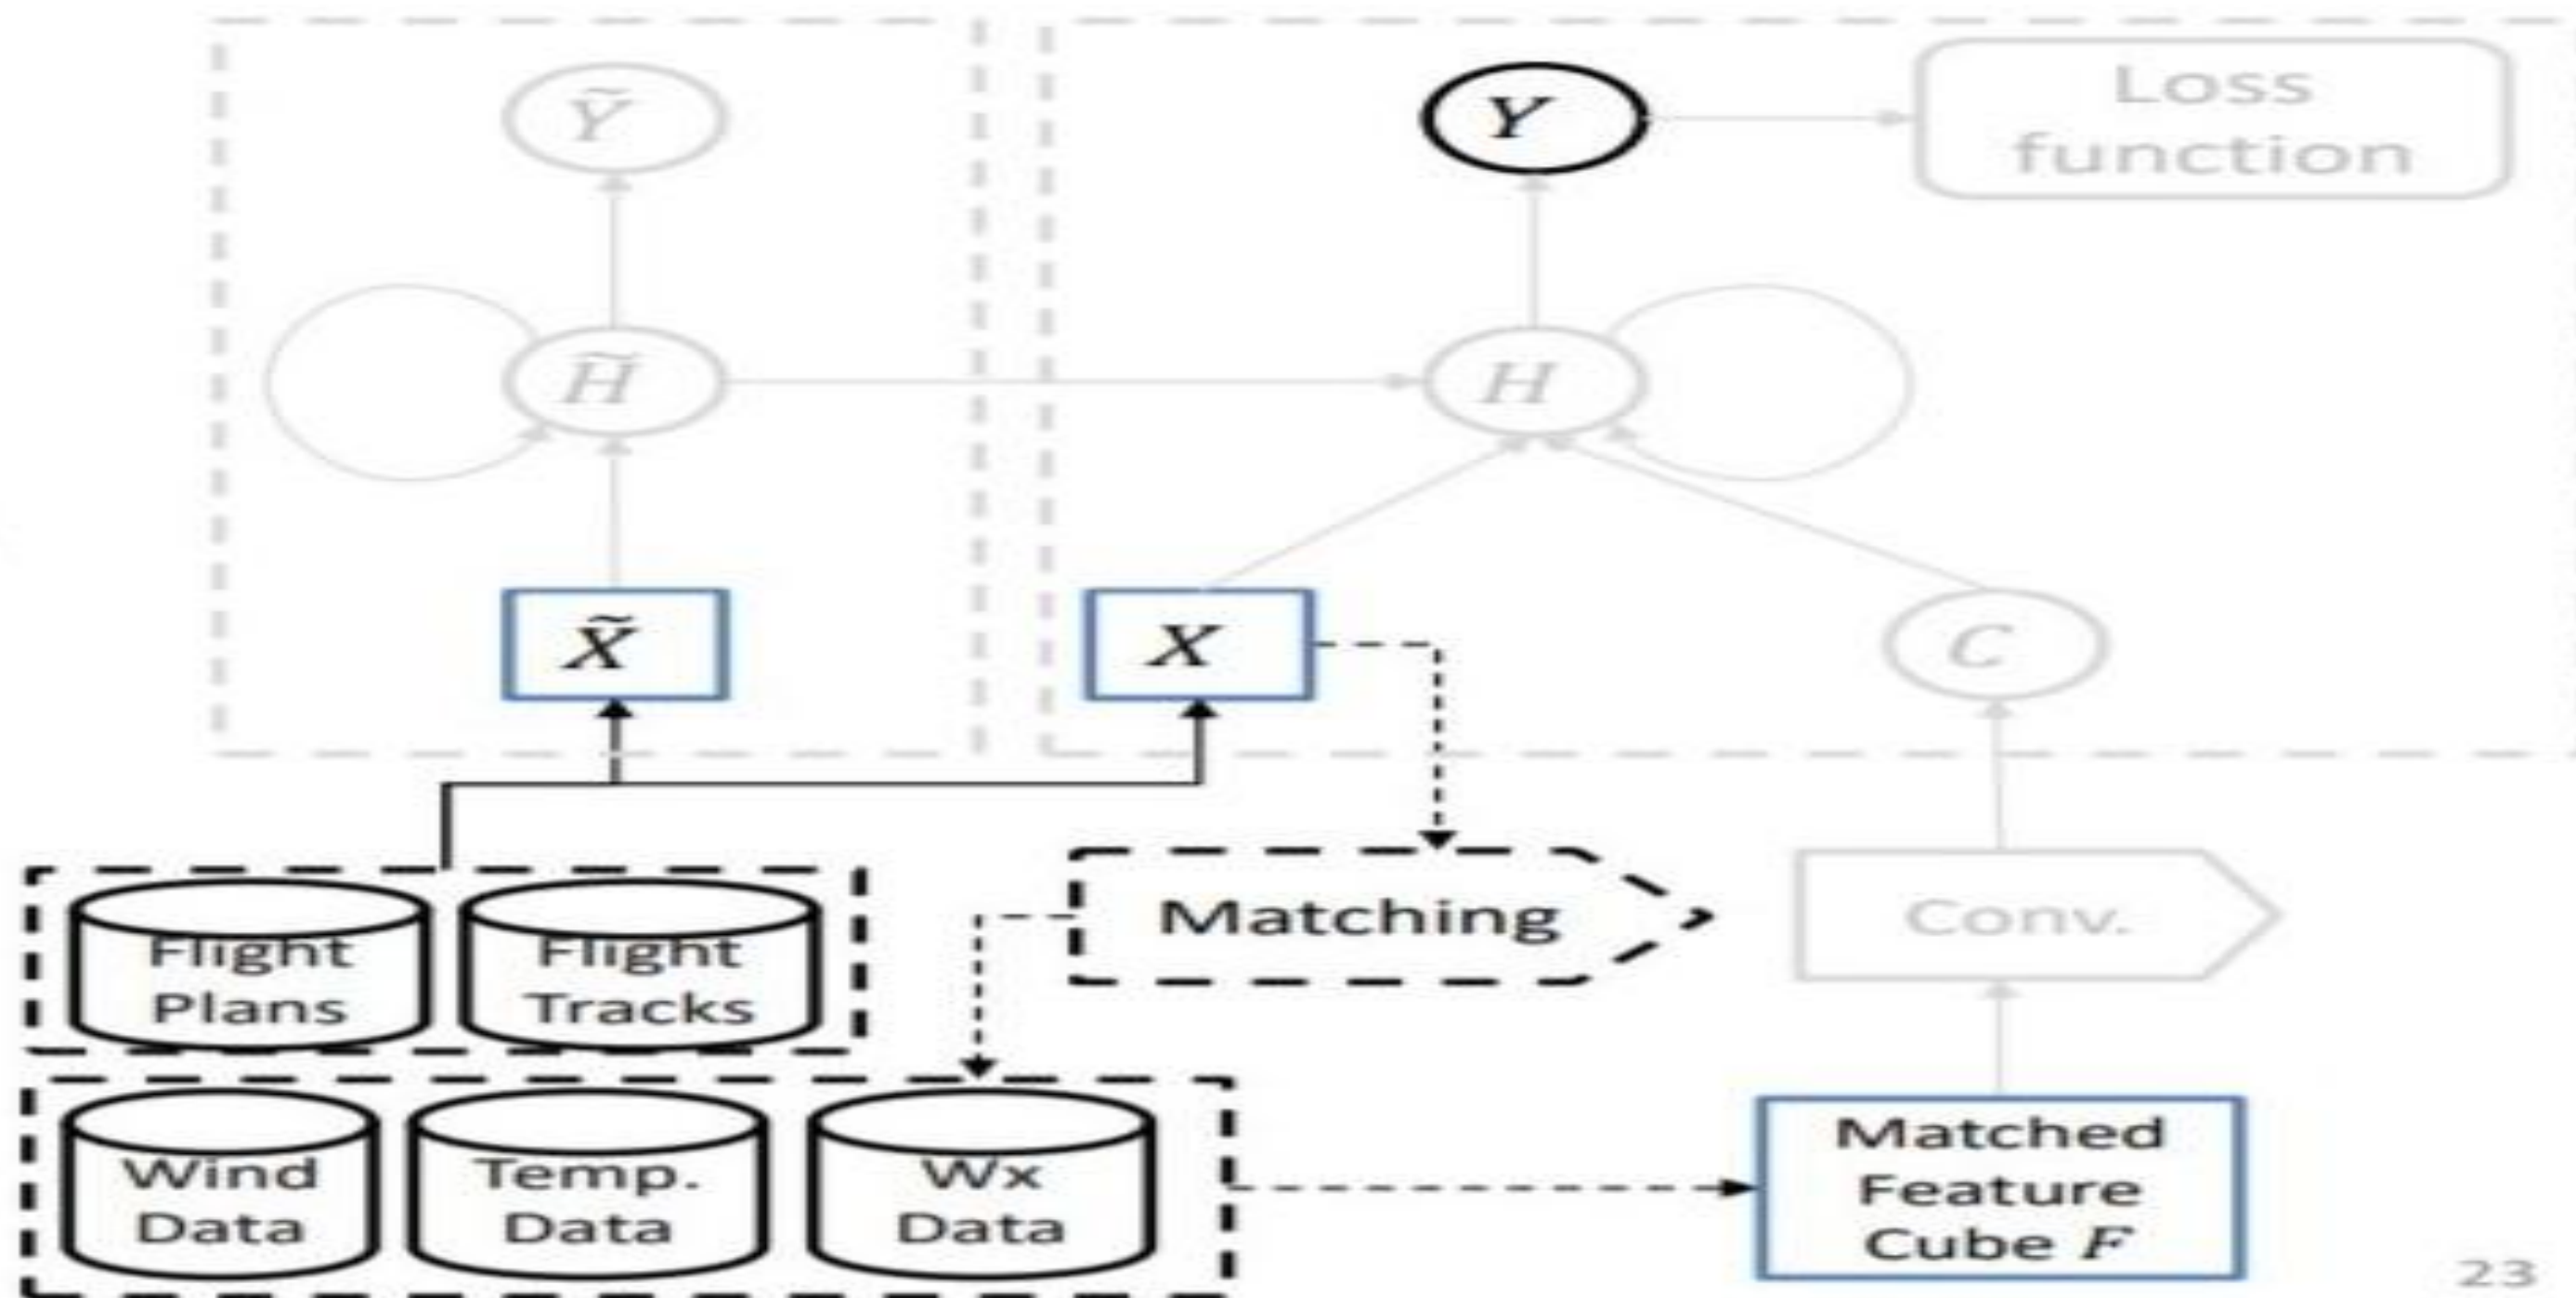 Ỹ
Y
Loss
function
H̃
H
X̃
X
C
Flight
Plans
Flight
Tracks
Matching
Conv.
Wind
Data
Temp.
Data
Wx
Data
Matched
Feature
Cube F
23